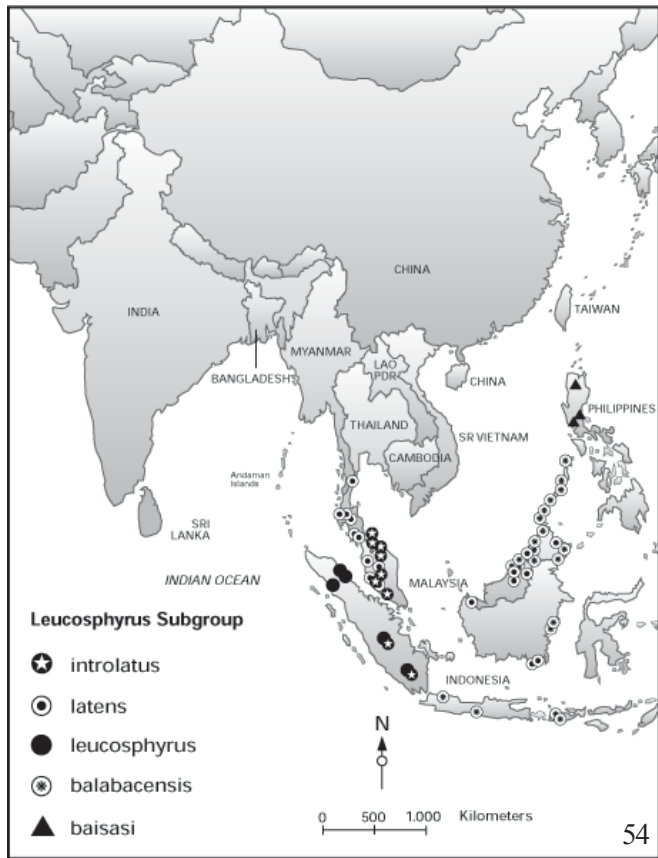 CHINA
TAIWAN
INDIA
MYANMAR
LAO
PDR
BANGLADESH
CHINA
PHILIPPINES
THAILAND
SR VIETNAM
CAMBODIA
Andaman
Islands
SRI
LANKA
INDIAN OCEAN
MALAYSIA
Leucosphyrus Subgroup
introlatus
latens
INDONESIA
leucosphyrus
N
balabacensis
baisasi
0 500 1.000 Kilometers
54